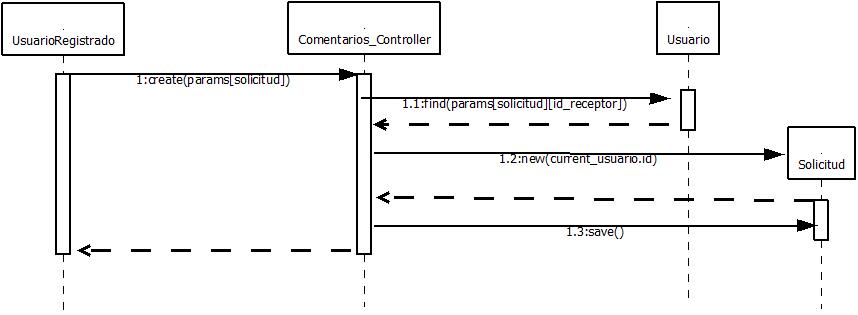 UsuarioRegistrado
Comentarios_Controller
Usuario
1:create(params[solicitud])
1.1:find(params[solicitud][id_receptor])
1.2:new(current_usuario.id)
Solicitud
1.3:save()